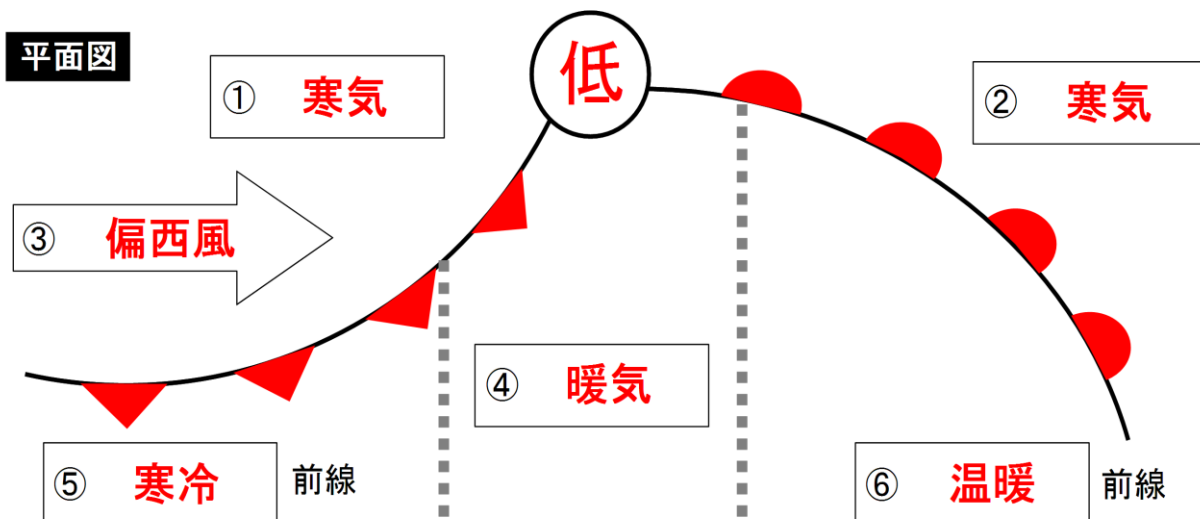 平面図
低
① 寒気
② 寒気
③ 偏西風
④ 暖気
⑤ 寒冷 前線
⑥ 温暖 前線